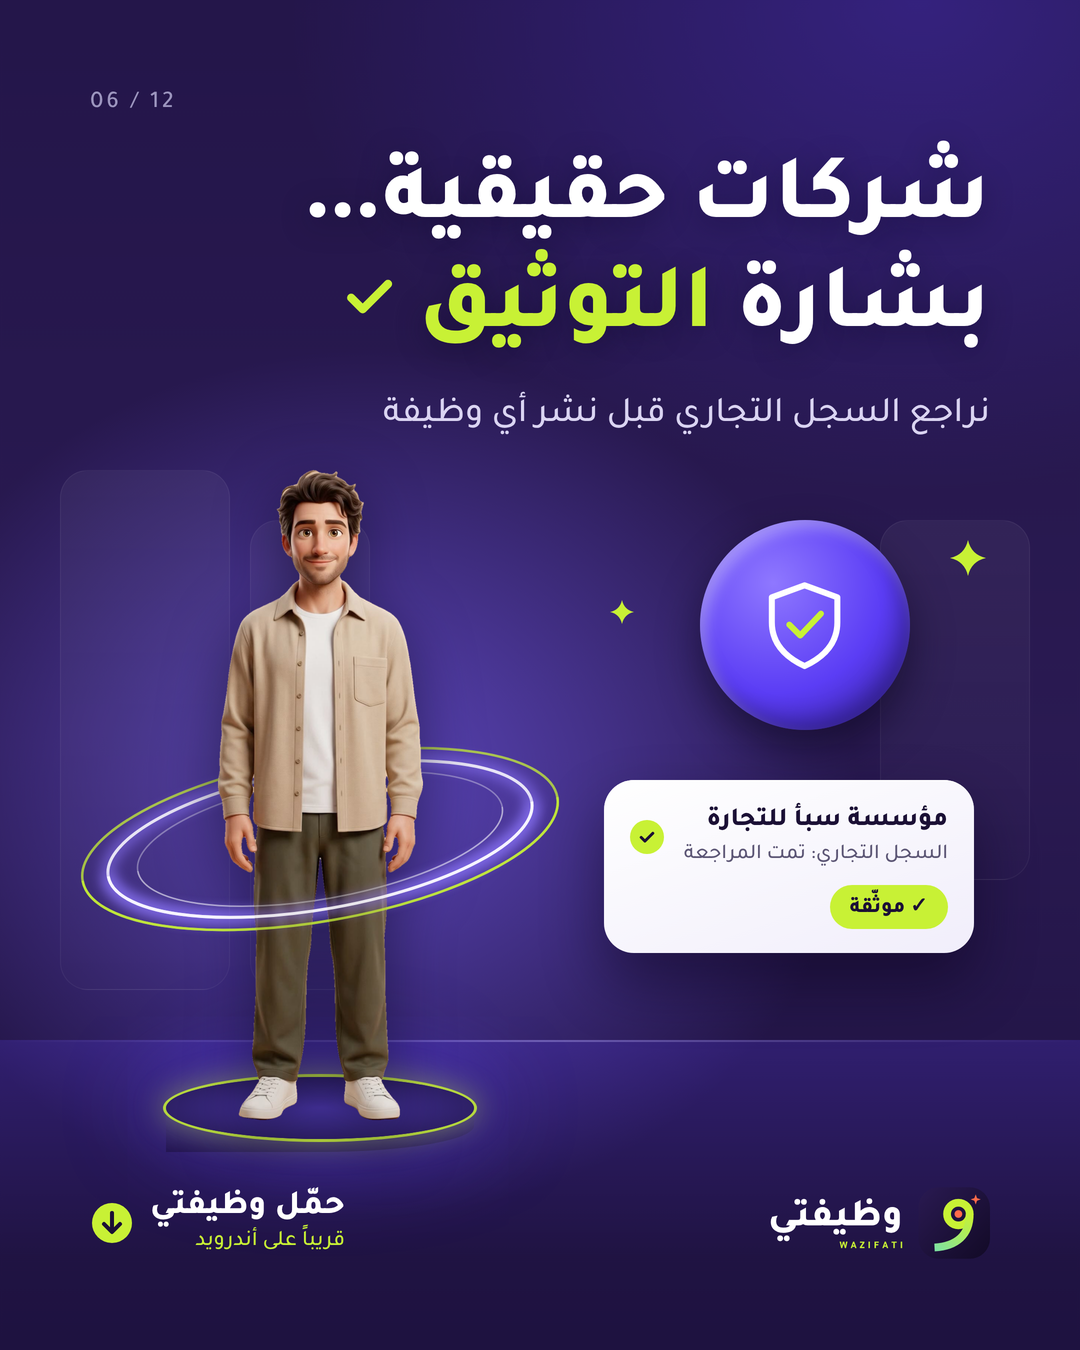 06 / 12
شركات حقيقية...
بشارة التوثيق ✓
نراجع السجل التجاري قبل نشر أي وظيفة
مؤسسة سبأ للتجارة
السجل التجاري: تمت المراجعة
✓ موثّقة
وظيفتي
WAZIFATI
حمّل وظيفتي
قريباً على أندرويد